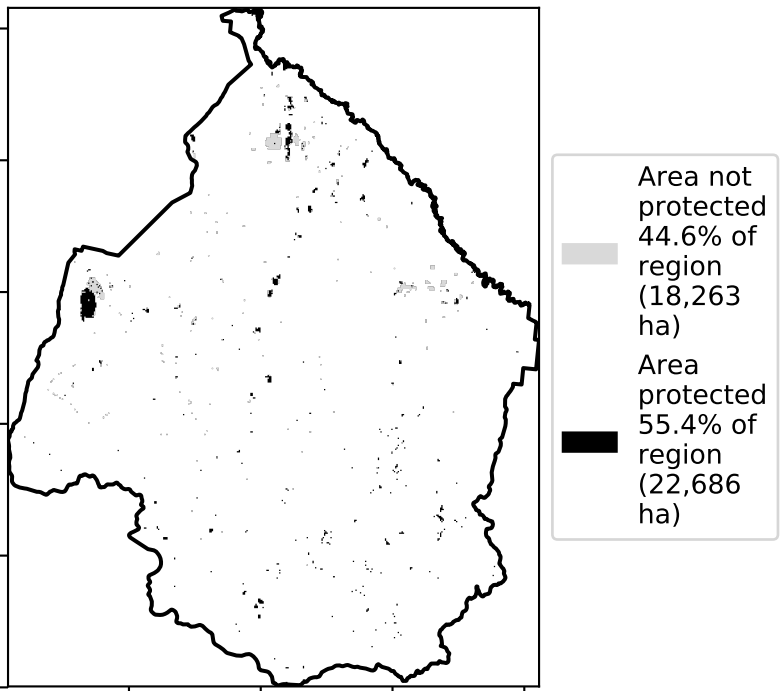 Area not
protected
44.6% of
region
(18,263
ha)
Area
protected
55.4% of
region
(22,686
ha)